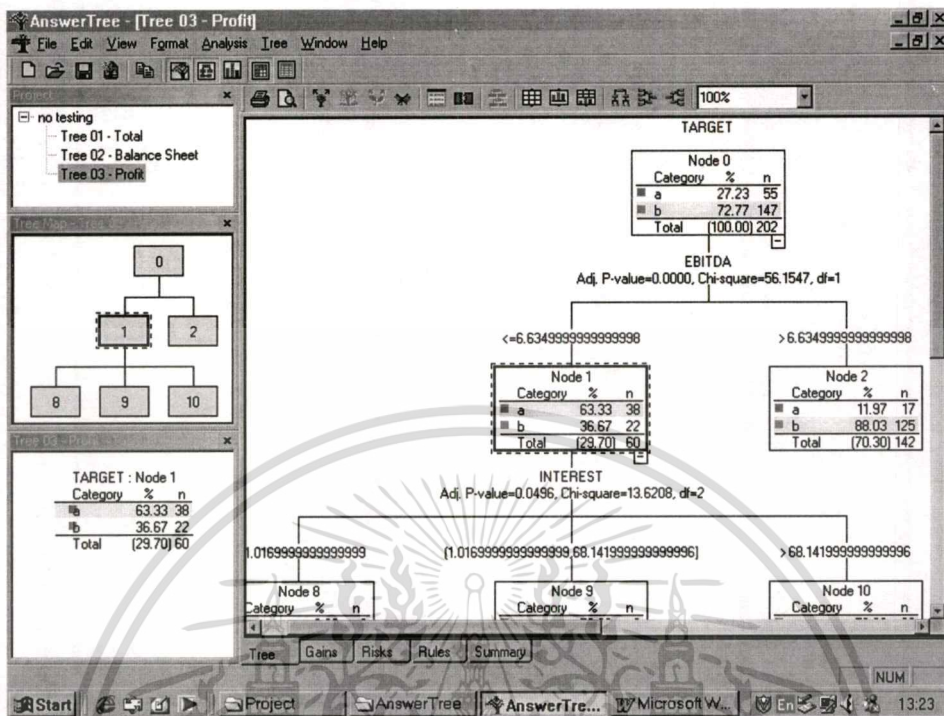 AnswerTree - [Tree 03 - Profit]
File Edit View Format Analysis Tree Window Help
100%
Project
no testing
Tree 01 - Total
Tree 02 - Balance Sheet
Tree 03 - Profit
0
1 2
8 9 10
Tree 03 - Profit
TARGET : Node 1
Category % n
a 63.33 38
b 36.67 22
Total (29.70) 60
TARGET
Node 0
Category % n
a 27.23 55
b 72.77 147
Total (100.00) 202
EBITDA
Adj. P-value=0.0000, Chi-square=56.1547, df=1
<=6.6349999999999998 >6.6349999999999998
Node 1
Category % n
a 63.33 38
b 36.67 22
Total (29.70) 60
Node 2
Category % n
a 11.97 17
b 88.03 125
Total (70.30) 142
INTEREST
Adj. P-value=0.0496, Chi-square=13.6208, df=2
1.0169999999999999 (1.0169999999999999,68.141999999999996] >68.141999999999996
Node 8
Category % n
Node 9
Category % n
Node 10
Category % n
Tree Gains Risks Rules Summary
NUM
Start Project AnswerTree AnswerTre... Microsoft W... En 13:23